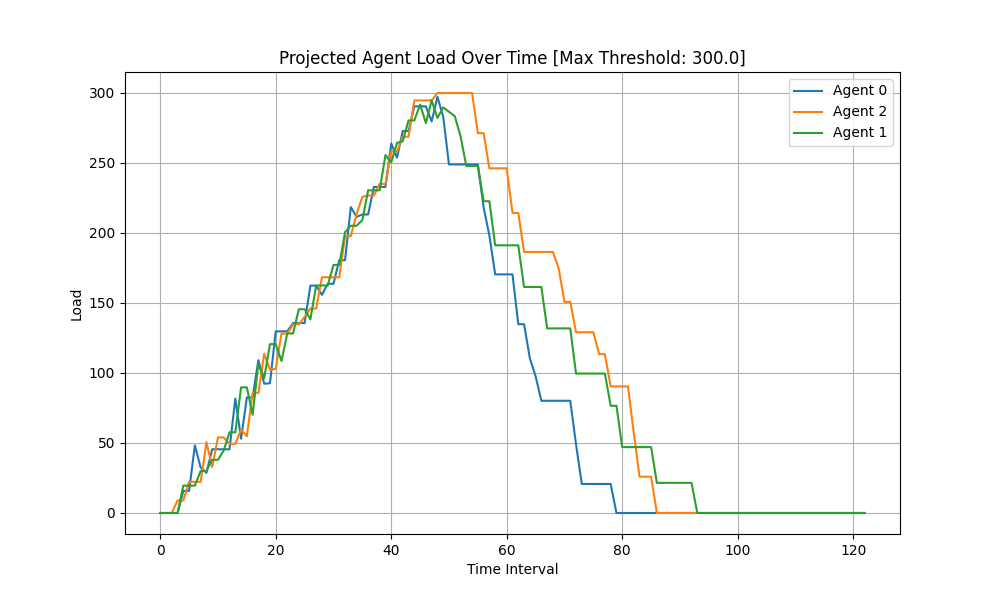 Projected Agent Load Over Time [Max Threshold: 300.0]
Agent 0
Agent 2
Agent 1
Load
300
250
200
150
100
50
0
0 20 40 60 80 100 120
Time Interval